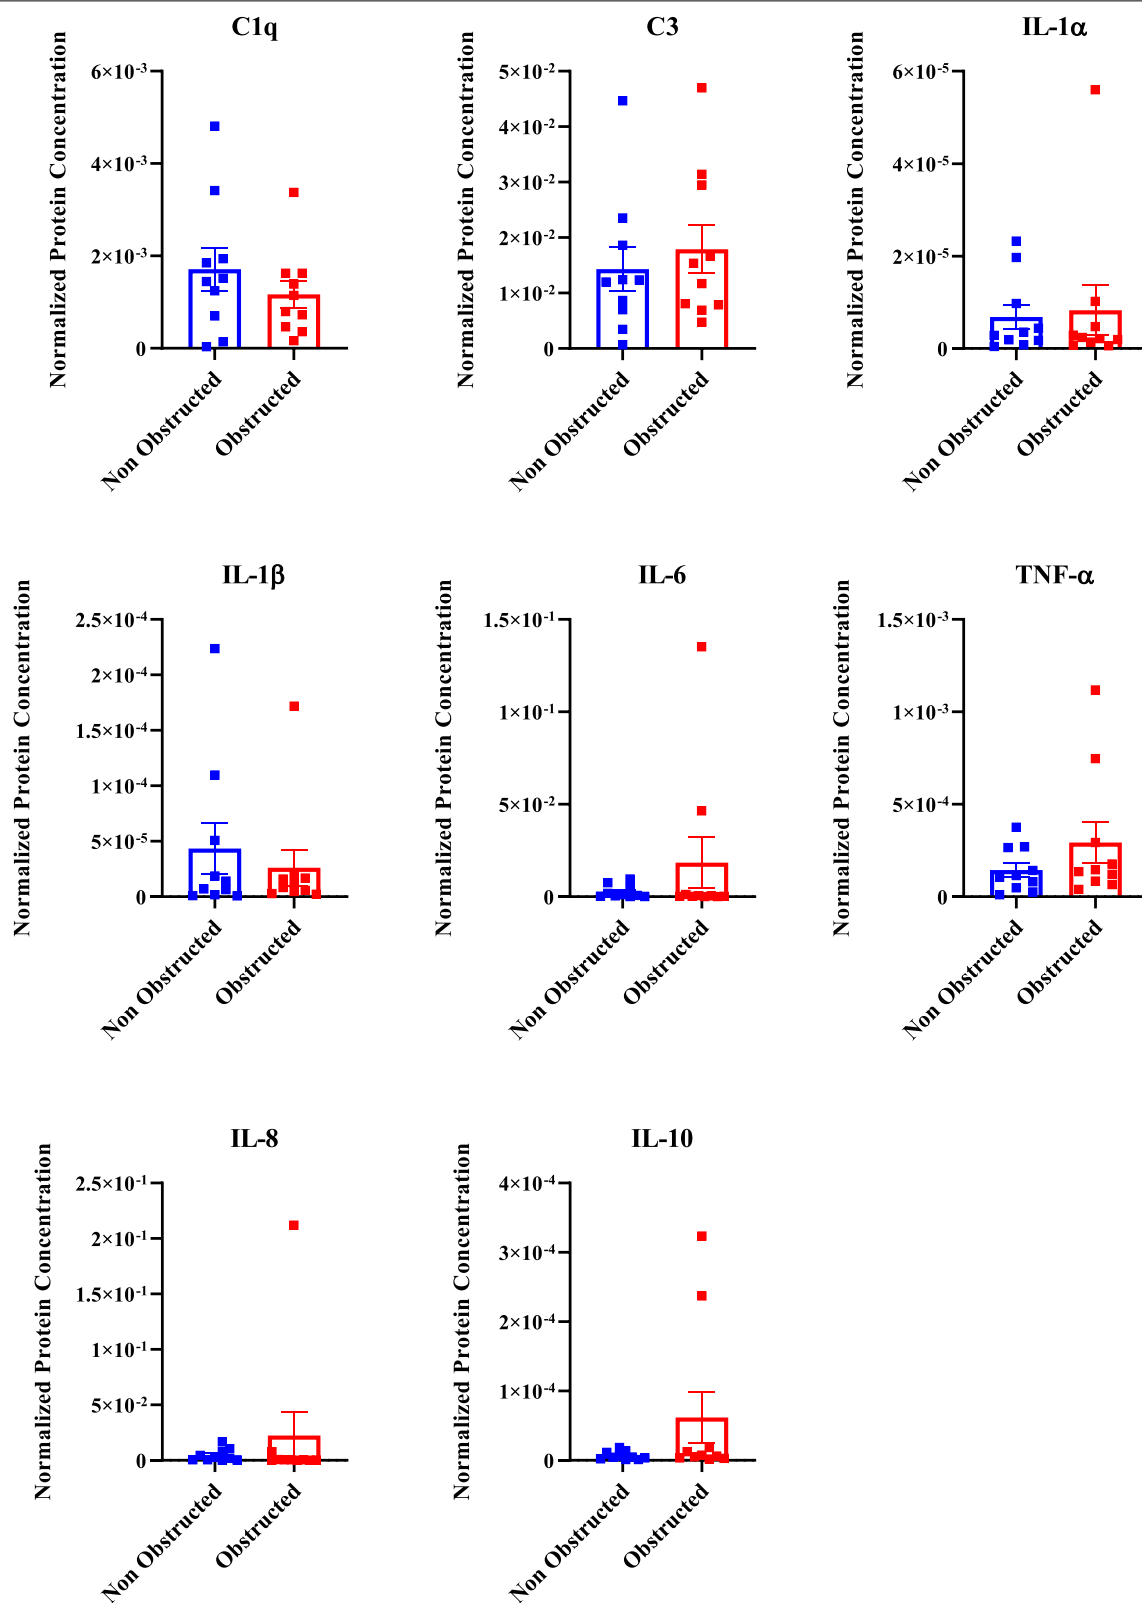 C1q
Normalized Protein Concentration
6×10⁻³
4×10⁻³
2×10⁻³
0
Non Obstructed
Obstructed
C3
Normalized Protein Concentration
5×10⁻²
4×10⁻²
3×10⁻²
2×10⁻²
1×10⁻²
0
Non Obstructed
Obstructed
IL-1α
Normalized Protein Concentration
6×10⁻⁵
4×10⁻⁵
2×10⁻⁵
0
Non Obstructed
Obstructed
IL-1β
Normalized Protein Concentration
2.5×10⁻⁴
2×10⁻⁴
1.5×10⁻⁴
1×10⁻⁴
5×10⁻⁵
0
Non Obstructed
Obstructed
IL-6
Normalized Protein Concentration
1.5×10⁻¹
1×10⁻¹
5×10⁻²
0
Non Obstructed
Obstructed
TNF-α
Normalized Protein Concentration
1.5×10⁻³
1×10⁻³
5×10⁻⁴
0
Non Obstructed
Obstructed
IL-8
Normalized Protein Concentration
2.5×10⁻¹
2×10⁻¹
1.5×10⁻¹
1×10⁻¹
5×10⁻²
0
Non Obstructed
Obstructed
IL-10
Normalized Protein Concentration
4×10⁻⁴
3×10⁻⁴
2×10⁻⁴
1×10⁻⁴
0
Non Obstructed
Obstructed